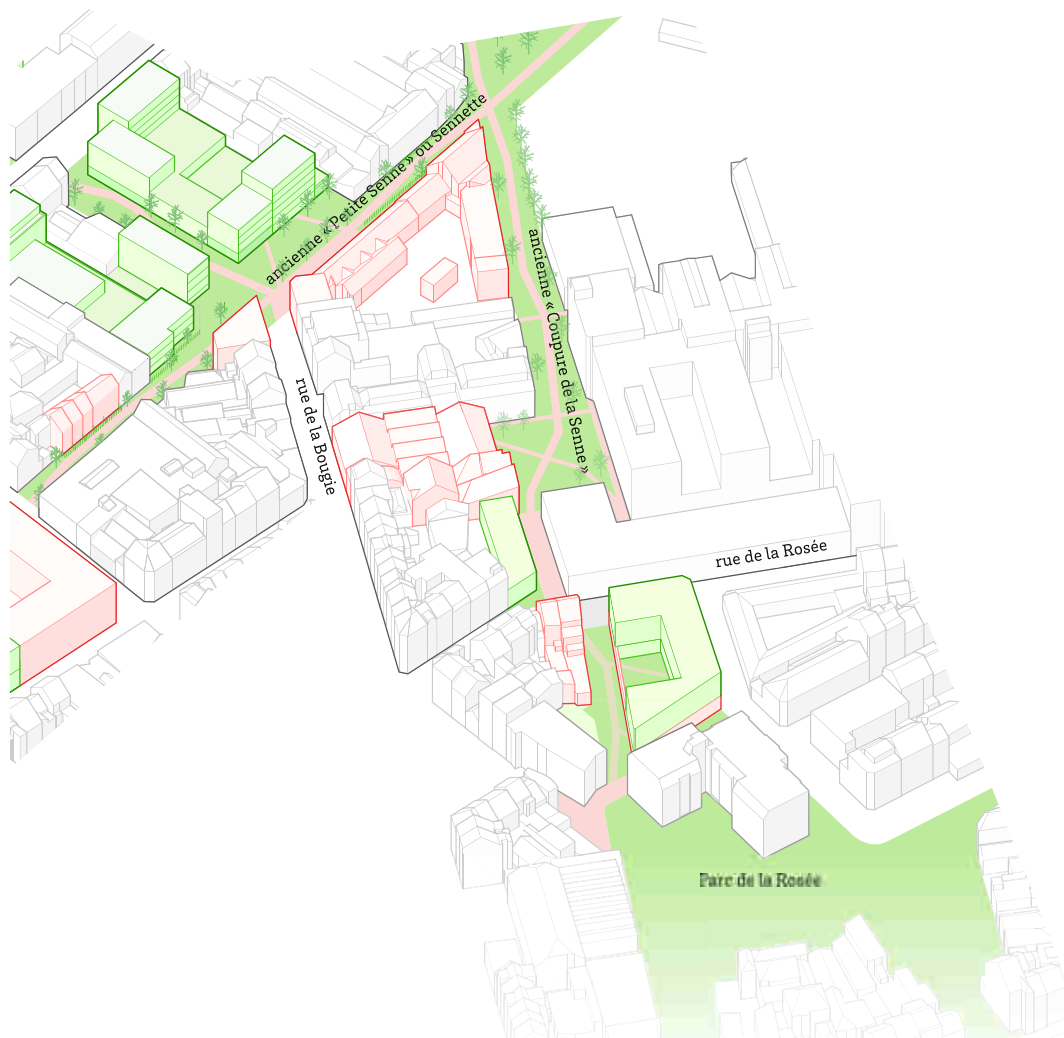 ancienne « Petite Senne » ou Sennette
ancienne « Coupure de la Senne »
rue de la Bougie
rue de la Rosée
Parc de la Rosée